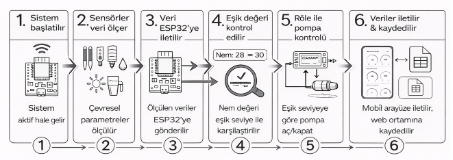 1. Sistem
başlatılır
Sistem
aktif hale gelir
1
2. Sensörler
veri ölçer
Çevresel
parametreler
ölçülür
2
3. Veri
ESP32'ye
iletilir
Ölçülen veriler
ESP32'ye
gönderilir
3
4. Eşik değeri
kontrol
edilir
Nem: 28 — 30
Nem değeri
eşik seviye ile
karşılaştırılır
4
5. Röle ile
pompa
kontrolü
Eşik seviyeye
göre pompa
aç/kapat
5
6. Veriler iletilir
& kaydedilir
Mobil arayüze iletilir,
web ortamına
kaydedilir
6